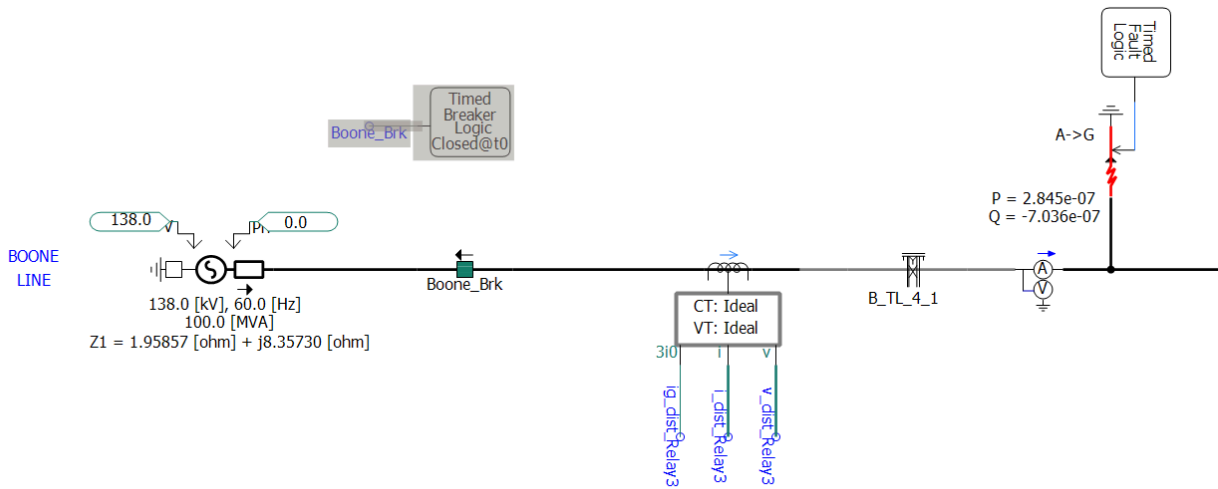 Timed
Fault
Logic
Timed
Breaker
Logic
Closed@t0
Boone_Brk
A->G
P = 2.845e-07
Q = -7.036e-07
138.0
V
0.0
BOONE
LINE
A
V
Boone_Brk
B_TL_4_1
138.0 [kV], 60.0 [Hz]
100.0 [MVA]
Z1 = 1.95857 [ohm] + j8.35730 [ohm]
CT: Ideal
VT: Ideal
3i0
i
v
ig_dist_Relay3
i_dist_Relay3
v_dist_Relay3